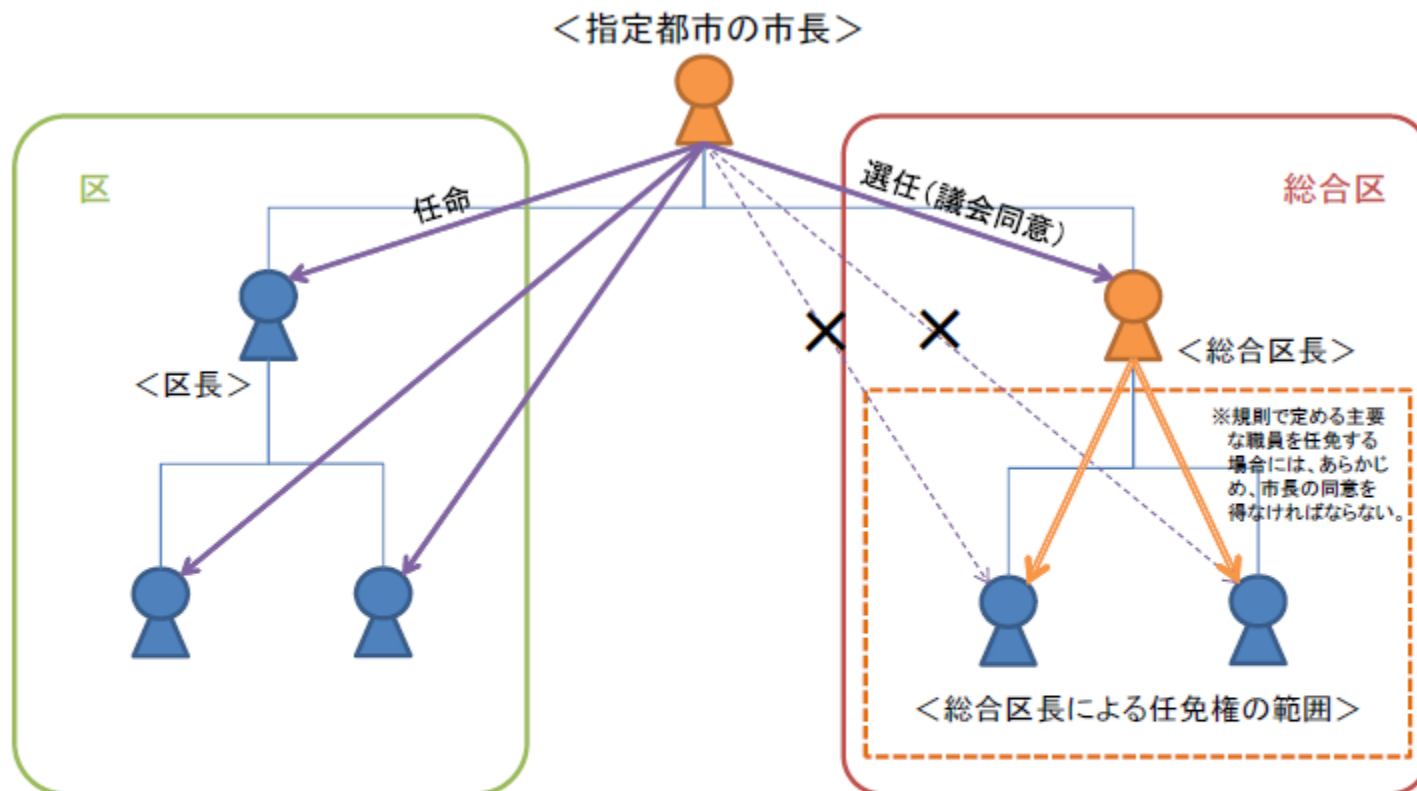 ＜指定都市の市長＞
区
総合区
任命
選任（議会同意）
＜区長＞
＜総合区長＞
※規則で定める主要
な職員を任免する
場合には、あらかじ
め、市長の同意を
得なければならない。
＜総合区長による任免権の範囲＞